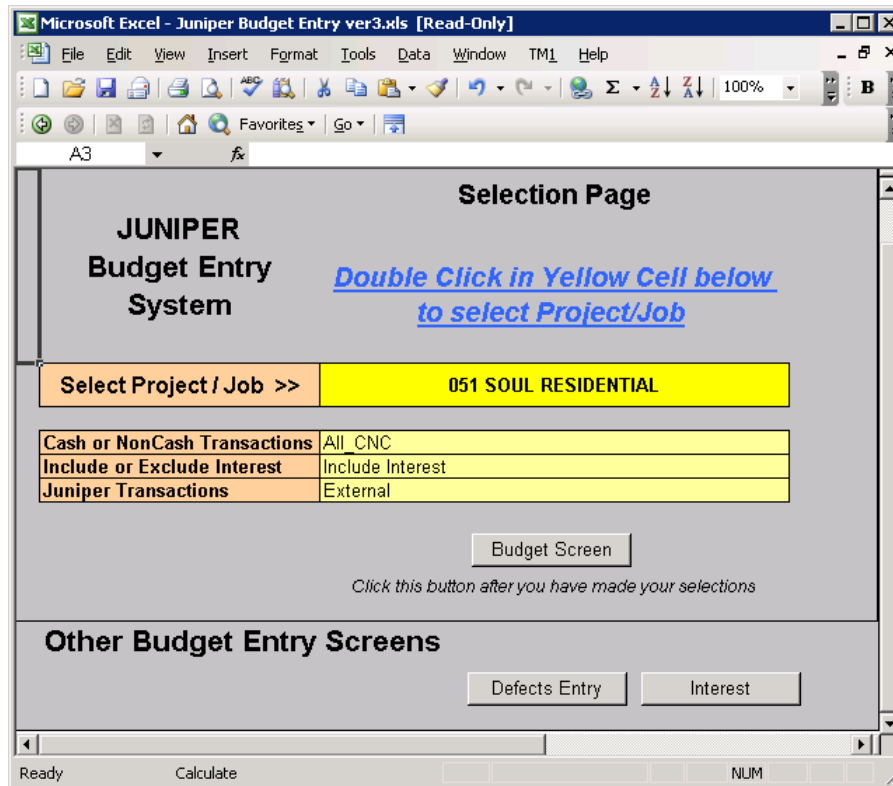 Microsoft Excel - Juniper Budget Entry ver3.xls [Read-Only]
File Edit View Insert Format Tools Data Window TM1 Help
ABC Σ A Z Z A 100% B
Favorites Go
A3 fx
Selection Page
JUNIPER
Budget Entry
System
Double Click in Yellow Cell below
to select Project/Job
Select Project / Job >> 051 SOUL RESIDENTIAL
Cash or NonCash Transactions All_CNC
Include or Exclude Interest Include Interest
Juniper Transactions External
Budget Screen
Click this button after you have made your selections
Other Budget Entry Screens
Defects Entry Interest
Ready Calculate NUM